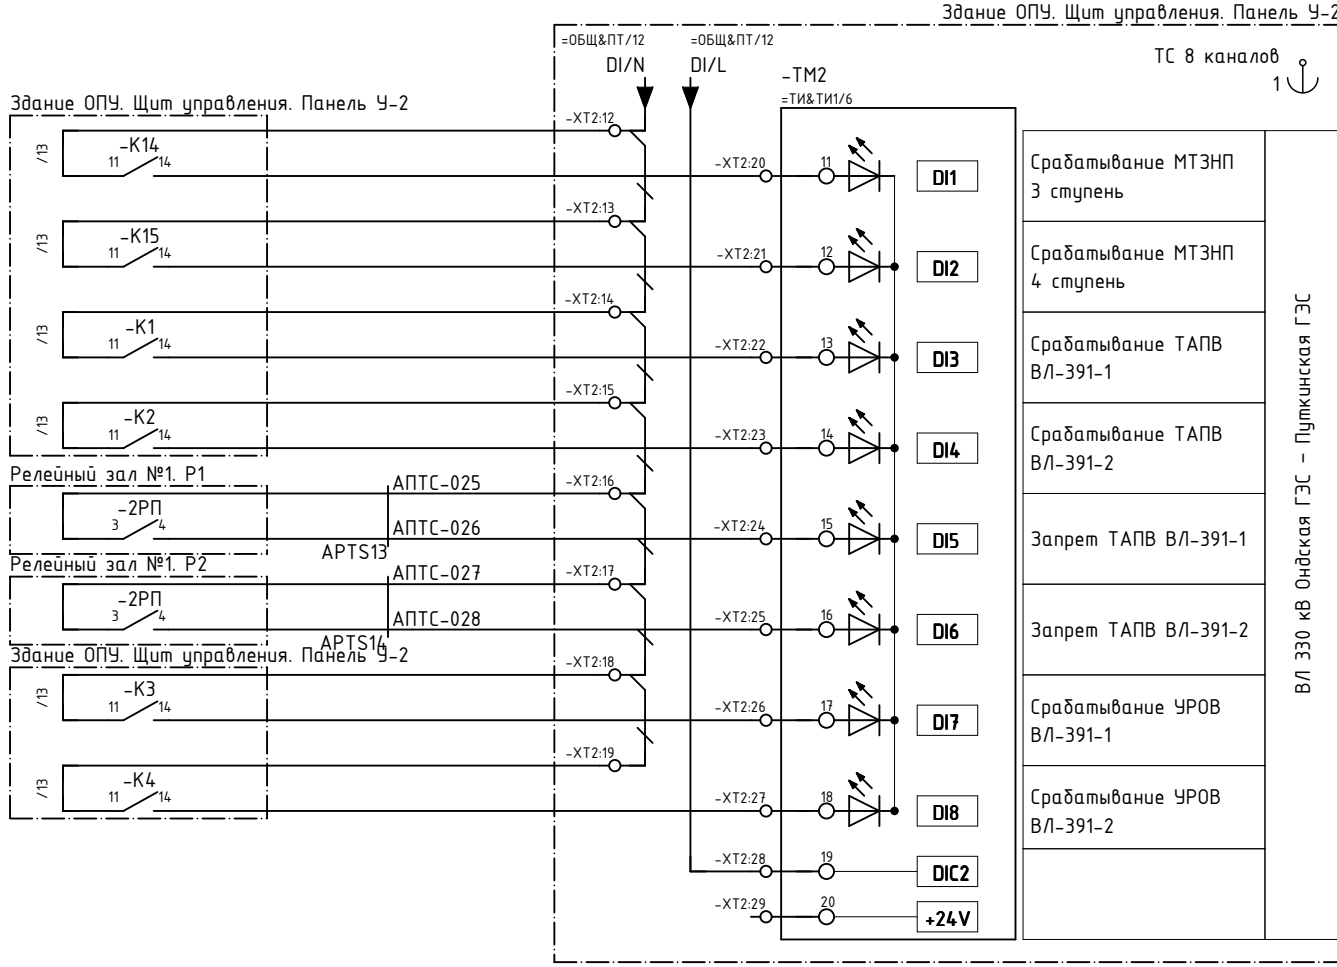 Здание ОПУ. Щит управления. Панель У-2
=ОБЩ&ПТ/12
=ОБЩ&ПТ/12
DI/N
DI/L
ТС 8 каналов
1
-TM2
=ТИ&ТИ1/6
Здание ОПУ. Щит управления. Панель У-2
/13
-K14
11
14
-XT2:12
-XT2:20
11
DI1
Срабатывание МТЗНП
3 ступень
/13
-K15
11
14
-XT2:13
-XT2:21
12
DI2
Срабатывание МТЗНП
4 ступень
/13
-K1
11
14
-XT2:14
-XT2:22
13
DI3
Срабатывание ТАПВ
ВЛ-391-1
/13
-K2
11
14
-XT2:15
-XT2:23
14
DI4
Срабатывание ТАПВ
ВЛ-391-2
Релейный зал №1. Р1
-2РП
3
4
АПТС-025
АПТС-026
APTS13
-XT2:16
-XT2:24
15
DI5
Запрет ТАПВ ВЛ-391-1
Релейный зал №1. Р2
-2РП
3
4
АПТС-027
АПТС-028
APTS14
-XT2:17
-XT2:25
16
DI6
Запрет ТАПВ ВЛ-391-2
Здание ОПУ. Щит управления. Панель У-2
/13
-K3
11
14
-XT2:18
-XT2:26
17
DI7
Срабатывание УРОВ
ВЛ-391-1
/13
-K4
11
14
-XT2:19
-XT2:27
18
DI8
Срабатывание УРОВ
ВЛ-391-2
-XT2:28
19
DIC2
-XT2:29
20
+24V
ВЛ 330 кВ Ондская ГЭС - Путкинская ГЭС